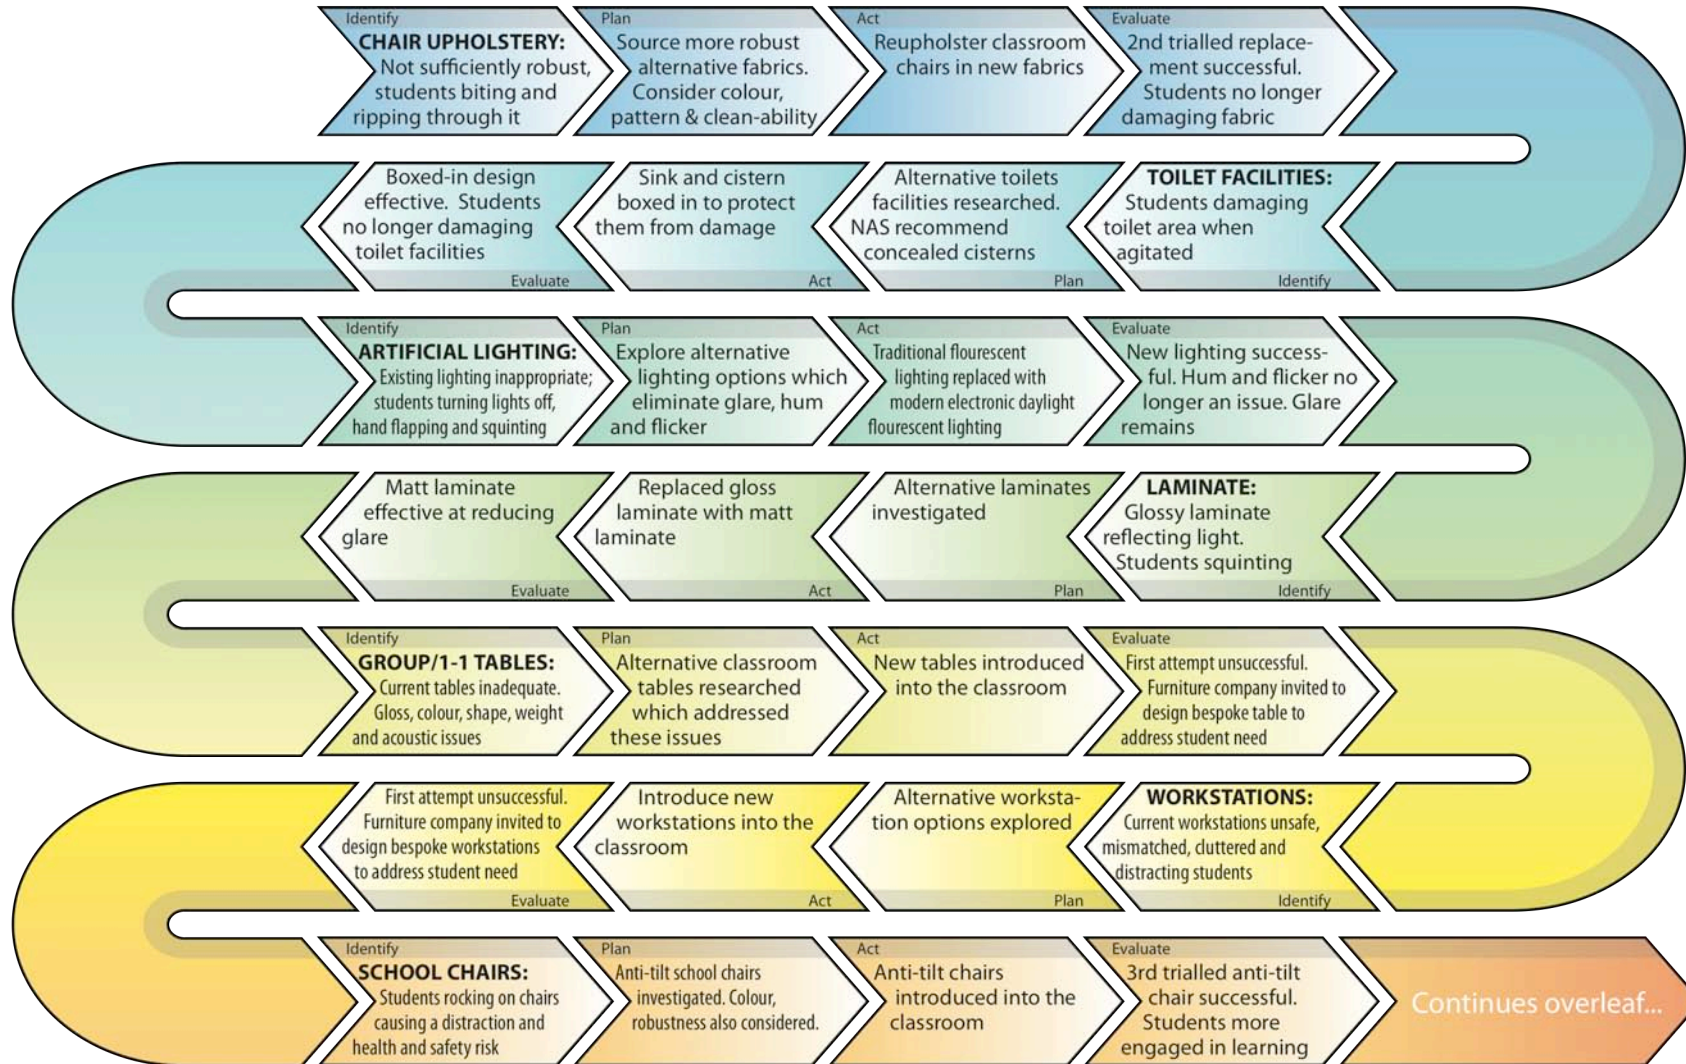 Identify
CHAIR UPHOLSTERY:
Not sufficiently robust,
students biting and
ripping through it
Plan
Source more robust
alternative fabrics.
Consider colour,
pattern & clean-ability
Act
Reupholster classroom
chairs in new fabrics
Evaluate
2nd trialled replace-
ment successful.
Students no longer
damaging fabric
TOILET FACILITIES:
Students damaging
toilet area when
agitated
Identify
Alternative toilets
facilities researched.
NAS recommend
concealed cisterns
Plan
Sink and cistern
boxed in to protect
them from damage
Act
Boxed-in design
effective. Students
no longer damaging
toilet facilities
Evaluate
Identify
ARTIFICIAL LIGHTING:
Existing lighting inappropriate;
students turning lights off,
hand flapping and squinting
Plan
Explore alternative
lighting options which
eliminate glare, hum
and flicker
Act
Traditional flourescent
lighting replaced with
modern electronic daylight
flourescent lighting
Evaluate
New lighting success-
ful. Hum and flicker no
longer an issue. Glare
remains
LAMINATE:
Glossy laminate
reflecting light.
Students squinting
Identify
Alternative laminates
investigated
Plan
Replaced gloss
laminate with matt
laminate
Act
Matt laminate
effective at reducing
glare
Evaluate
Identify
GROUP/1-1 TABLES:
Current tables inadequate.
Gloss, colour, shape, weight
and acoustic issues
Plan
Alternative classroom
tables researched
which addressed
these issues
Act
New tables introduced
into the classroom
Evaluate
First attempt unsuccessful.
Furniture company invited to
design bespoke table to
address student need
WORKSTATIONS:
Current workstations unsafe,
mismatched, cluttered and
distracting students
Identify
Alternative worksta-
tion options explored
Plan
Introduce new
workstations into the
classroom
Act
First attempt unsuccessful.
Furniture company invited to
design bespoke workstations
to address student need
Evaluate
Identify
SCHOOL CHAIRS:
Students rocking on chairs
causing a distraction and
health and safety risk
Plan
Anti-tilt school chairs
investigated. Colour,
robustness also considered.
Act
Anti-tilt chairs
introduced into the
classroom
Evaluate
3rd trialled anti-tilt
chair successful.
Students more
engaged in learning
Continues overleaf...